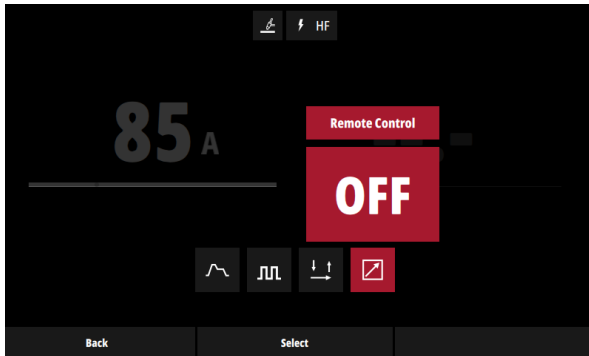 HF
85 A
Remote Control
OFF
Back
Select